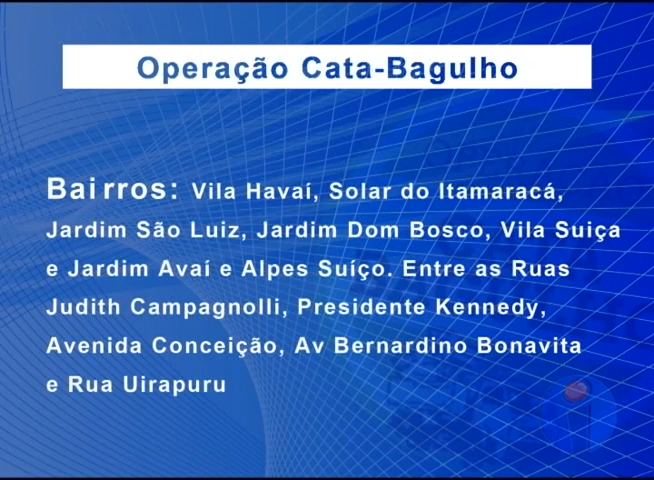 Operação Cata-Bagulho
Bairros: Vila Havaí, Solar do Itamaracá,
Jardim São Luiz, Jardim Dom Bosco, Vila Suiça
e Jardim Avaí e Alpes Suíço. Entre as Ruas
Judith Campagnolli, Presidente Kennedy,
Avenida Conceição, Av Bernardino Bonavita
e Rua Uirapuru